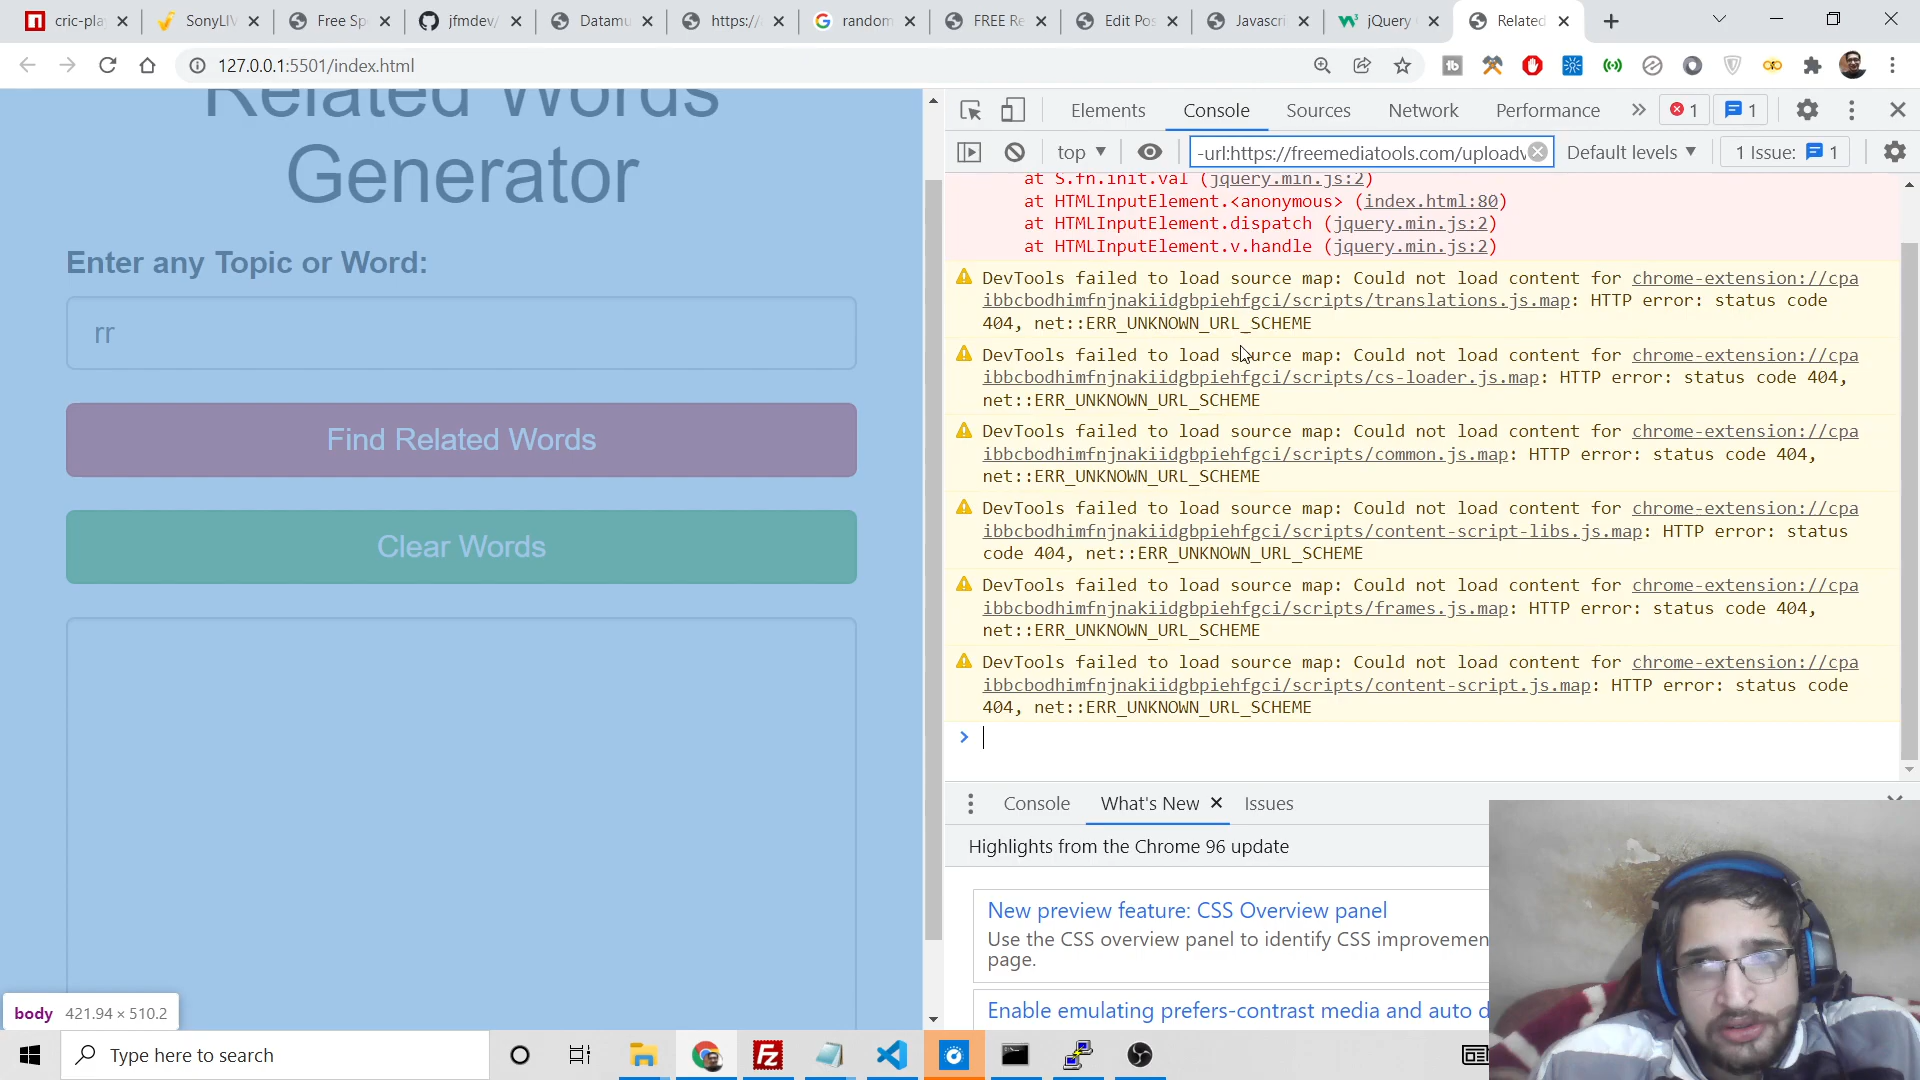 cric-pla
SonyLIV
Free Sp
jfmdev/
Datamu
https://
random
FREE Re
Edit Pos
Javascri
jQuery
Related
127.0.0.1:5501/index.html
Related Words
Generator
Enter any Topic or Word:
rr
Find Related Words
Clear Words
body 421.94 × 510.2
Elements
Console
Sources
Network
Performance
1
1
top
-url:https://freemediatools.com/uploadv
Default levels
1 Issue: 1
at S.fn.init.val (jquery.min.js:2)
at HTMLInputElement.<anonymous> (index.html:80)
at HTMLInputElement.dispatch (jquery.min.js:2)
at HTMLInputElement.v.handle (jquery.min.js:2)
DevTools failed to load source map: Could not load content for chrome-extension://cpa
ibbcbodhimfnjnakiidgbpiehfgci/scripts/translations.js.map: HTTP error: status code
404, net::ERR_UNKNOWN_URL_SCHEME
DevTools failed to load source map: Could not load content for chrome-extension://cpa
ibbcbodhimfnjnakiidgbpiehfgci/scripts/cs-loader.js.map: HTTP error: status code 404,
net::ERR_UNKNOWN_URL_SCHEME
DevTools failed to load source map: Could not load content for chrome-extension://cpa
ibbcbodhimfnjnakiidgbpiehfgci/scripts/common.js.map: HTTP error: status code 404,
net::ERR_UNKNOWN_URL_SCHEME
DevTools failed to load source map: Could not load content for chrome-extension://cpa
ibbcbodhimfnjnakiidgbpiehfgci/scripts/content-script-libs.js.map: HTTP error: status
code 404, net::ERR_UNKNOWN_URL_SCHEME
DevTools failed to load source map: Could not load content for chrome-extension://cpa
ibbcbodhimfnjnakiidgbpiehfgci/scripts/frames.js.map: HTTP error: status code 404,
net::ERR_UNKNOWN_URL_SCHEME
DevTools failed to load source map: Could not load content for chrome-extension://cpa
ibbcbodhimfnjnakiidgbpiehfgci/scripts/content-script.js.map: HTTP error: status code
404, net::ERR_UNKNOWN_URL_SCHEME
Console
What's New
Issues
Highlights from the Chrome 96 update
New preview feature: CSS Overview panel
Use the CSS overview panel to identify CSS improvemen
page.
Enable emulating prefers-contrast media and auto d
Type here to search